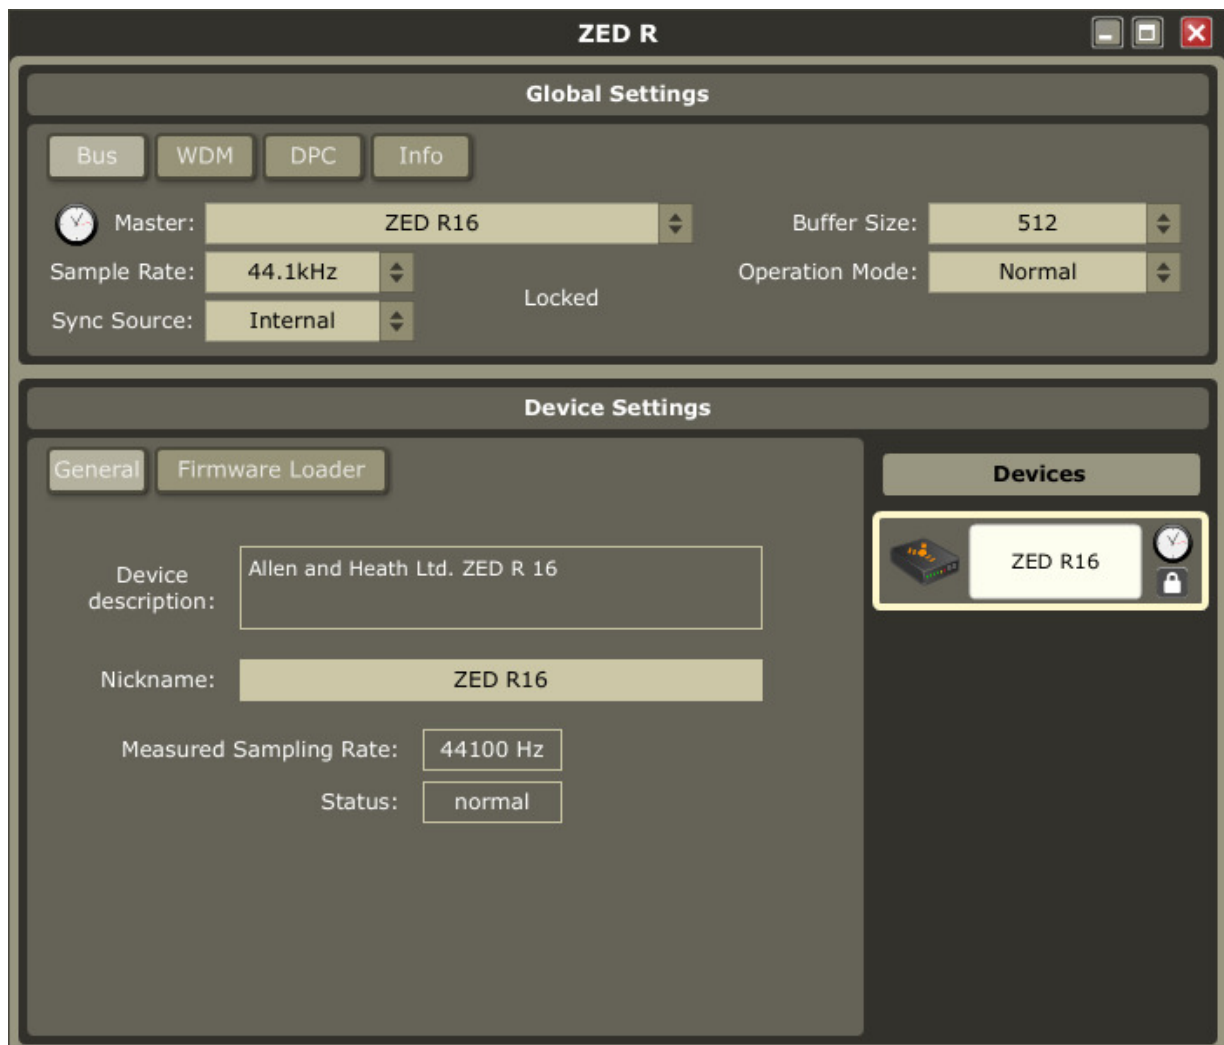 ZED R
Global Settings
Bus WDM DPC Info
Master: ZED R16 Buffer Size: 512
Sample Rate: 44.1kHz Operation Mode: Normal
Locked
Sync Source: Internal
Device Settings
General Firmware Loader
Devices
ZED R16
Device description: Allen and Heath Ltd. ZED R 16
Nickname: ZED R16
Measured Sampling Rate: 44100 Hz
Status: normal